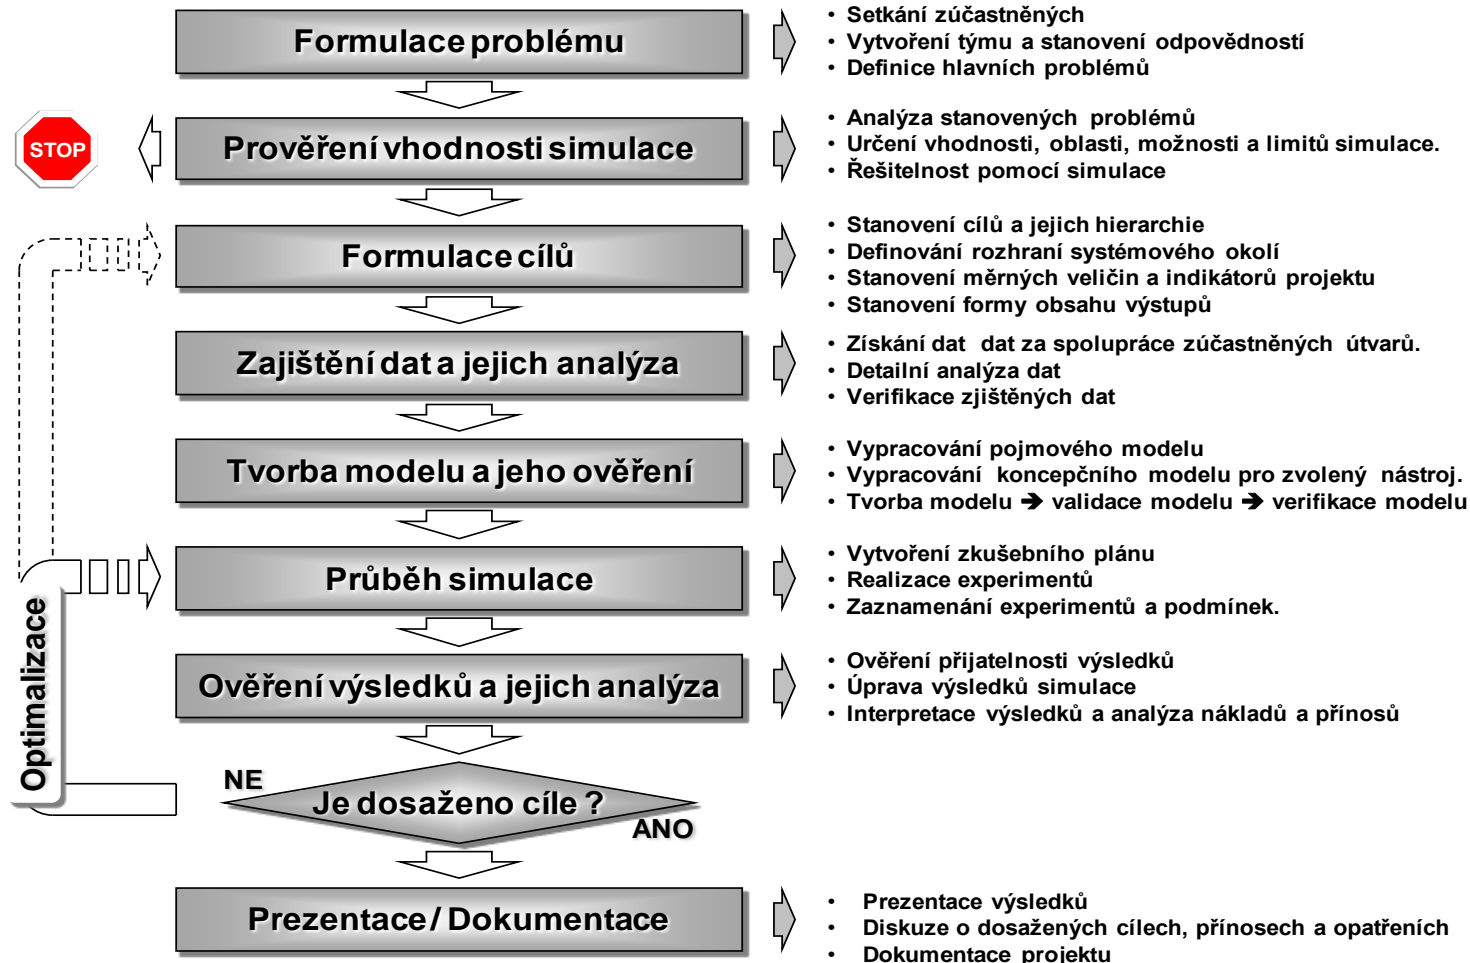 Formulace problému
• Setkání zúčastněných
• Vytvoření týmu a stanovení odpovědností
• Definice hlavních problémů
STOP
Prověření vhodnosti simulace
• Analýza stanovených problémů
• Určení vhodnosti, oblasti, možnosti a limitů simulace.
• Řešitelnost pomocí simulace
Formulace cílů
• Stanovení cílů a jejich hierarchie
• Definování rozhraní systémového okolí
• Stanovení měrných veličin a indikátorů projektu
• Stanovení formy obsahu výstupů
Zajištění dat a jejich analýza
• Získání dat dat za spolupráce zúčastněných útvarů.
• Detailní analýza dat
• Verifikace zjištěných dat
Tvorba modelu a jeho ověření
• Vypracování pojmového modelu
• Vypracování koncepčního modelu pro zvolený nástroj.
• Tvorba modelu ➔ validace modelu ➔ verifikace modelu
Průběh simulace
• Vytvoření zkušebního plánu
• Realizace experimentů
• Zaznamenání experimentů a podmínek.
Optimalizace
Ověření výsledků a jejich analýza
• Ověření přijatelnosti výsledků
• Úprava výsledků simulace
• Interpretace výsledků a analýza nákladů a přínosů
NE
Je dosaženo cíle ?
ANO
Prezentace / Dokumentace
• Prezentace výsledků
• Diskuze o dosažených cílech, přínosech a opatřeních
• Dokumentace projektu